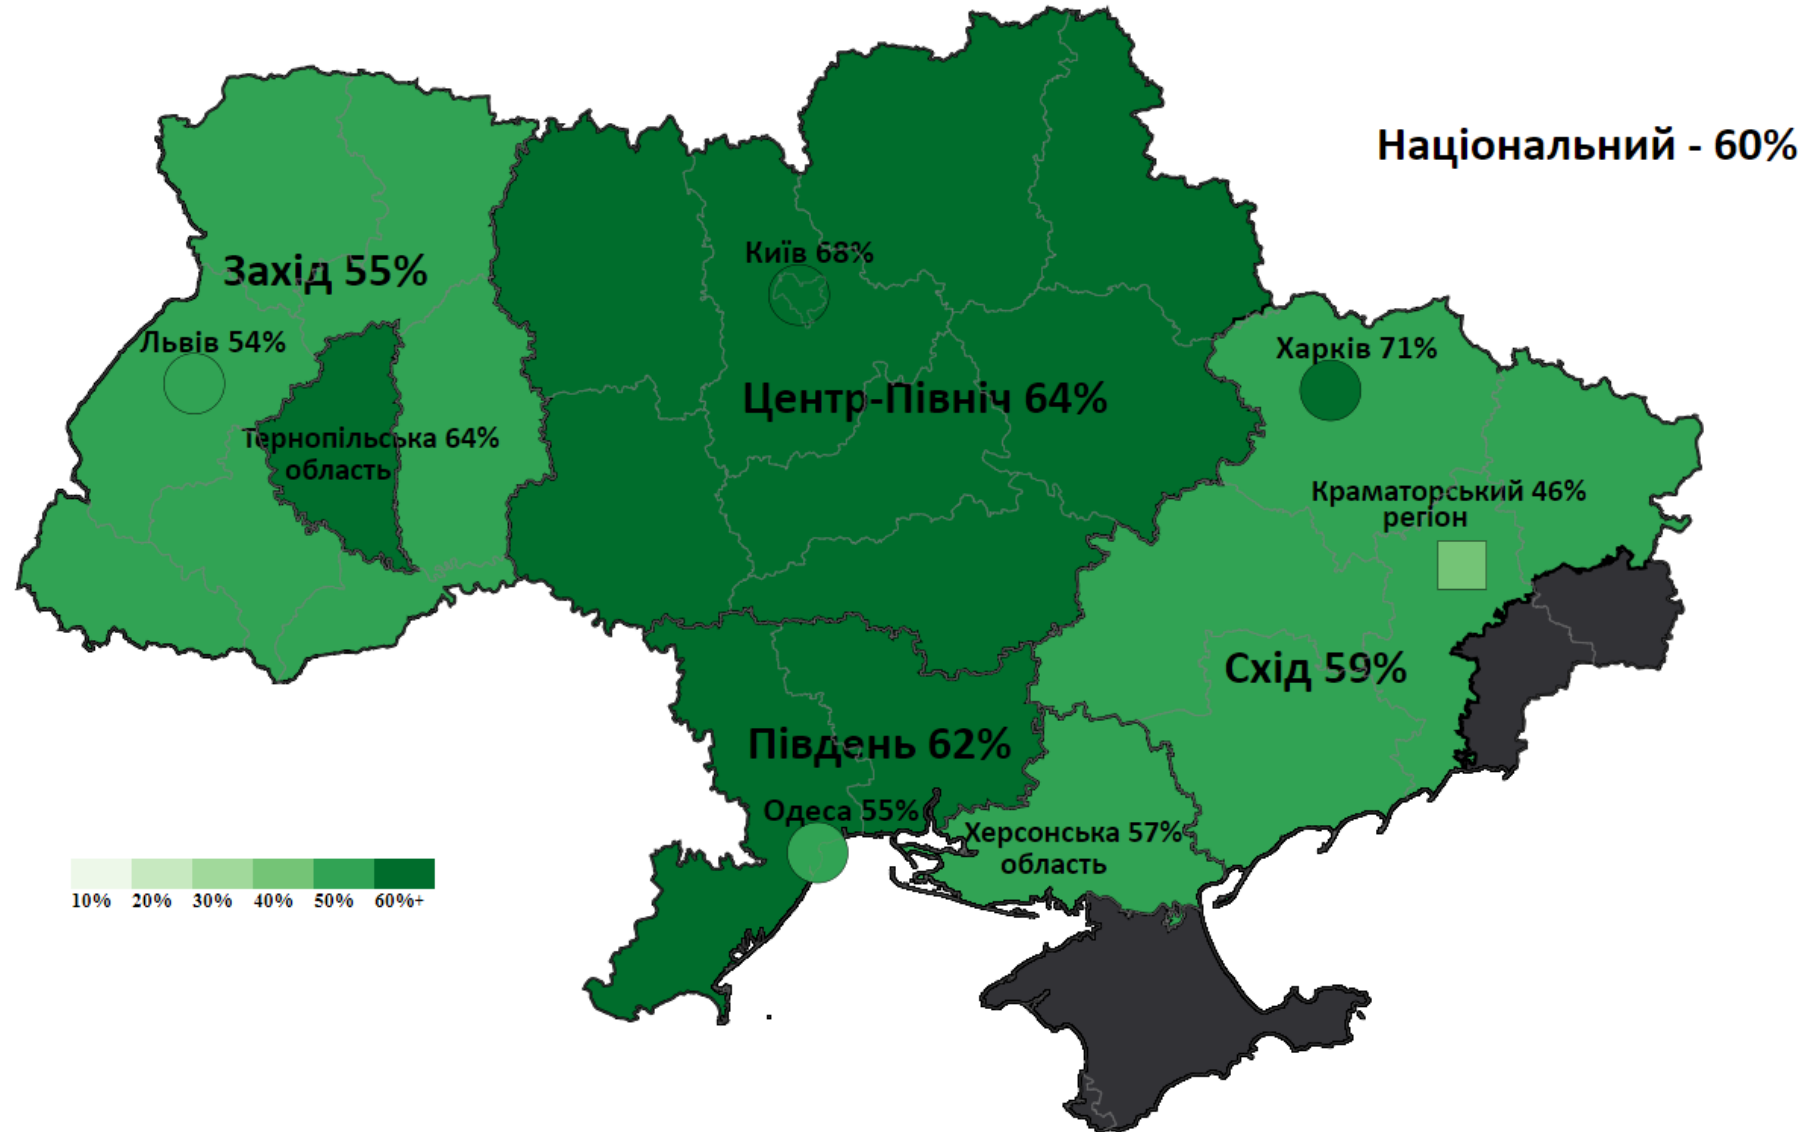 Національний - 60%
Київ 68%
Захід 55%
Львів 54%
Харків 71%
Центр-Північ 64%
Тернопільська 64%
область
Краматорський 46%
регіон
Схід 59%
Південь 62%
Одеса 55%
Херсонська 57%
область
10% 20% 30% 40% 50% 60%+